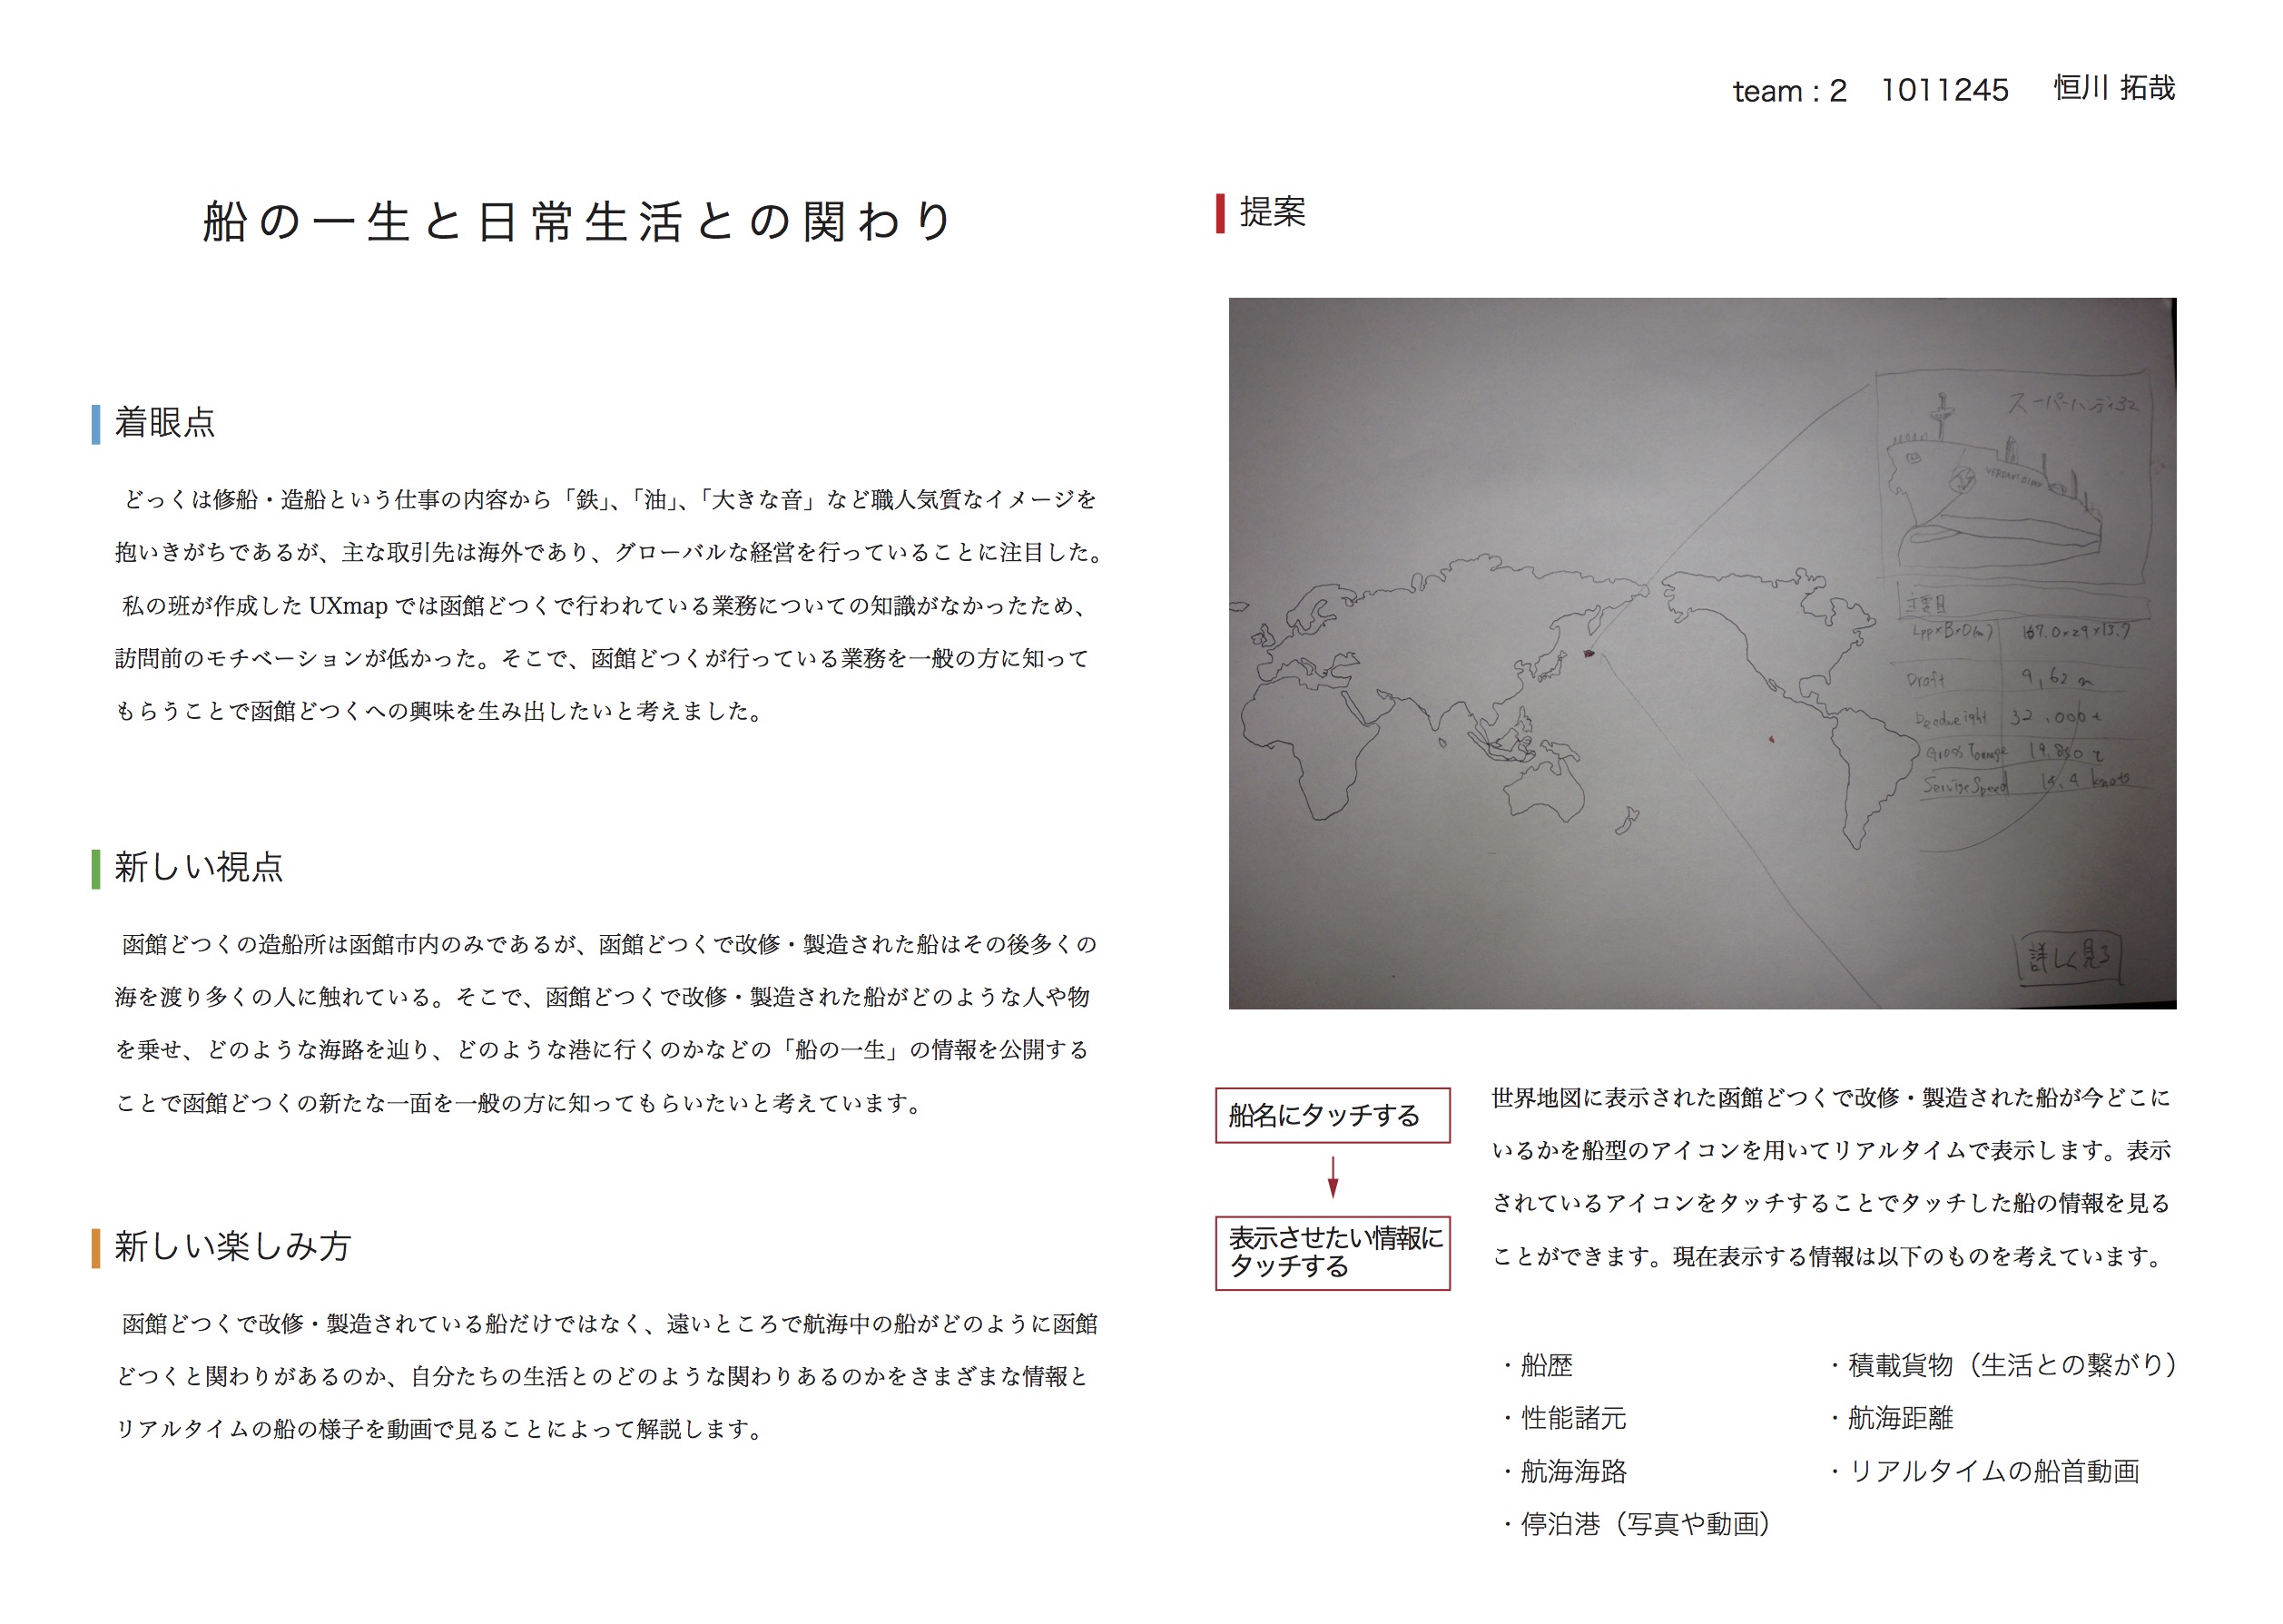 team : 2 1011245 恒川 拓哉
船の一生と日常生活との関わり
着眼点
どっくは修船・造船という仕事の内容から「鉄」、「油」、「大きな音」など職人気質なイメージを
抱いきがちであるが、主な取引先は海外であり、グローバルな経営を行っていることに注目した。
私の班が作成した UXmap では函館どつくで行われている業務についての知識がなかったため、
訪問前のモチベーションが低かった。そこで、函館どつくが行っている業務を一般の方に知って
もらうことで函館どつくへの興味を生み出したいと考えました。
新しい視点
函館どつくの造船所は函館市内のみであるが、函館どつくで改修・製造された船はその後多くの
海を渡り多くの人に触れている。そこで、函館どつくで改修・製造された船がどのような人や物
を乗せ、どのような海路を辿り、どのような港に行くのかなどの「船の一生」の情報を公開する
ことで函館どつくの新たな一面を一般の方に知ってもらいたいと考えています。
新しい楽しみ方
函館どつくで改修・製造されている船だけではなく、遠いところで航海中の船がどのように函館
どつくと関わりがあるのか、自分たちの生活とのどのような関わりあるのかをさまざまな情報と
リアルタイムの船の様子を動画で見ることによって解説します。
提案
スーパーハンディ32
主要目
Lpp×B×D(m) 167.0×29×13.7
Draft 9,62 m
Deadweight 32,000 t
Gross Tonnage 19.850 t
Service Speed knots
詳しく見る
船名にタッチする
表示させたい情報に
タッチする
世界地図に表示された函館どつくで改修・製造された船が今どこに
いるかを船型のアイコンを用いてリアルタイムで表示します。表示
されているアイコンをタッチすることでタッチした船の情報を見る
ことができます。現在表示する情報は以下のものを考えています。
・船歴
・性能諸元
・航海海路
・停泊港（写真や動画）
・積載貨物（生活との繋がり）
・航海距離
・リアルタイムの船首動画